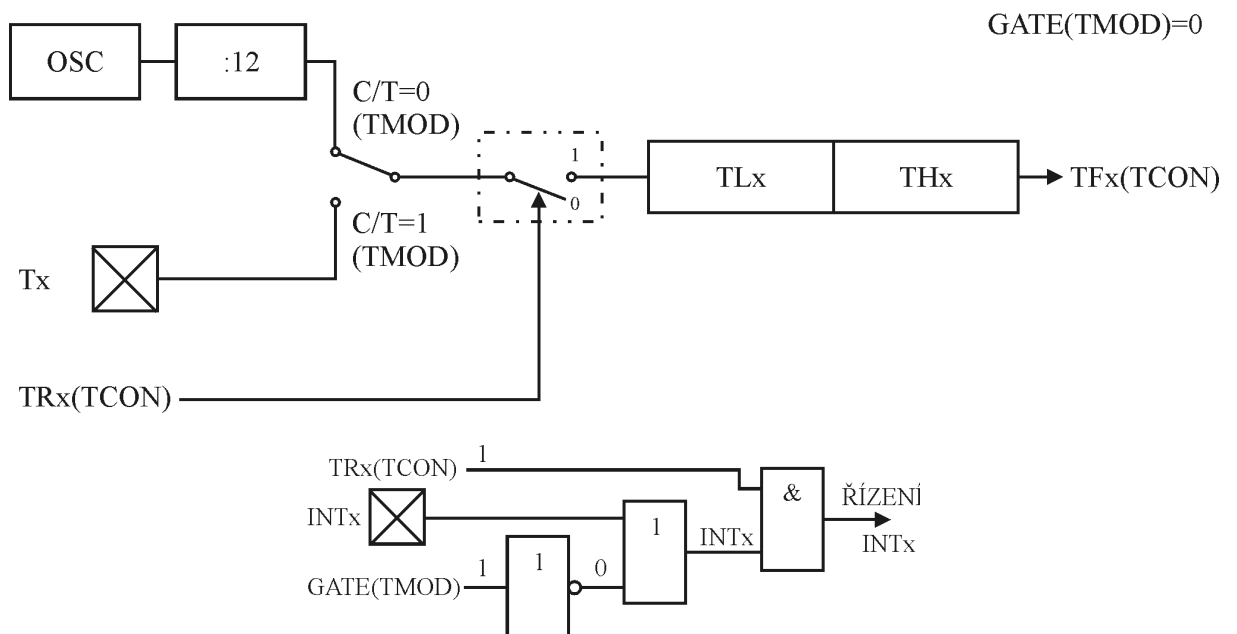 GATE(TMOD)=0
OSC
:12
C/T=0
(TMOD)
1
TLx
THx
TFx(TCON)
0
C/T=1
(TMOD)
Tx
TRx(TCON)
TRx(TCON)
1
&
ŘÍZENÍ
INTx
1
INTx
INTx
GATE(TMOD)
1
1
0